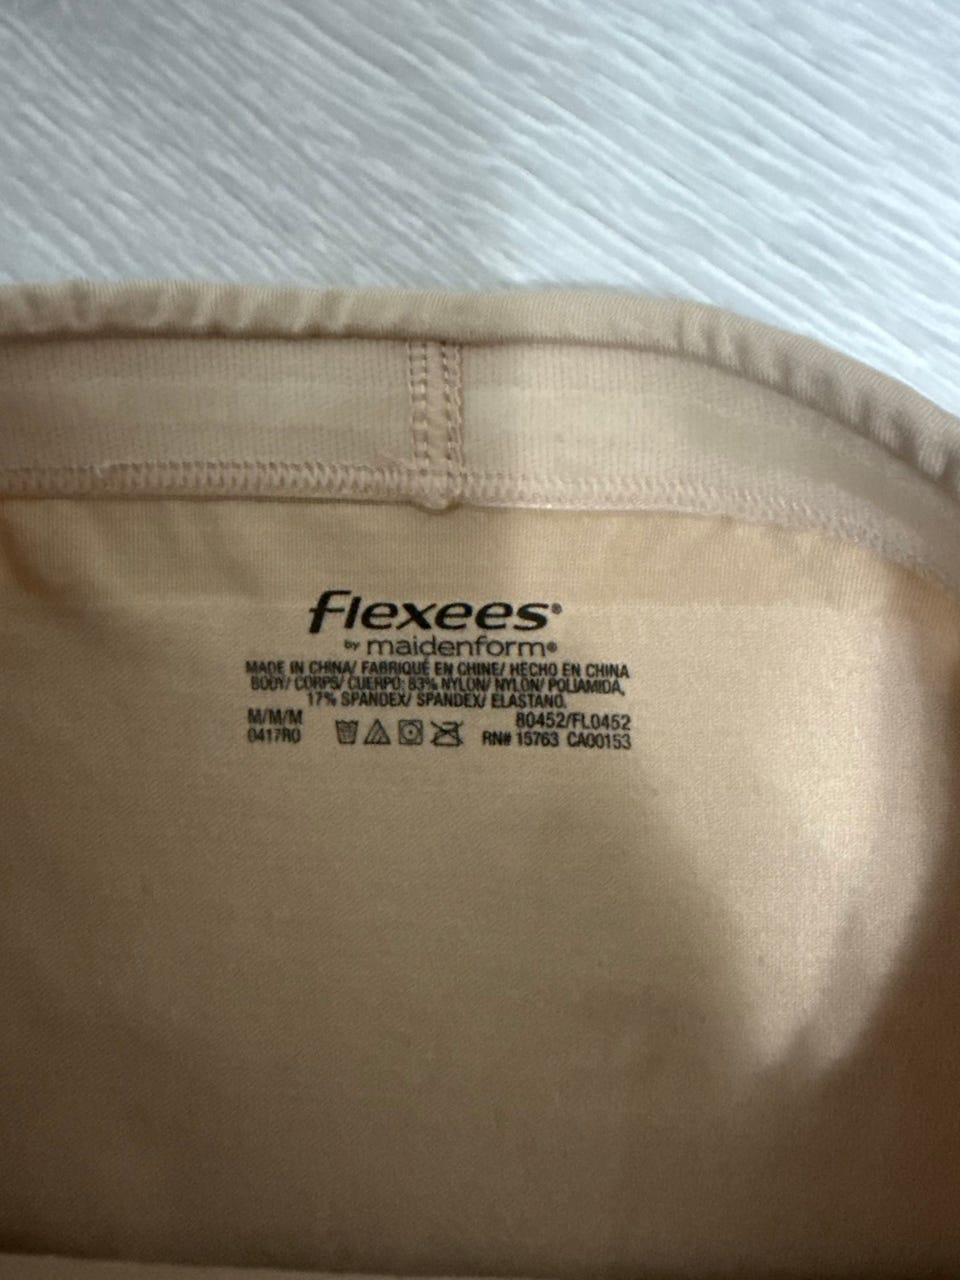 flexees®
by maidenform®
MADE IN CHINA/ FABRIQUÉ EN CHINE/ HECHO EN CHINA
BODY/ CORPS/ CUERPO: 83% NYLON/ NYLON/ POLIAMIDA,
17% SPANDEX/ SPANDEX/ ELASTANO.
M/M/M 80452/FL0452
0417R0 RN# 15763 CA00153